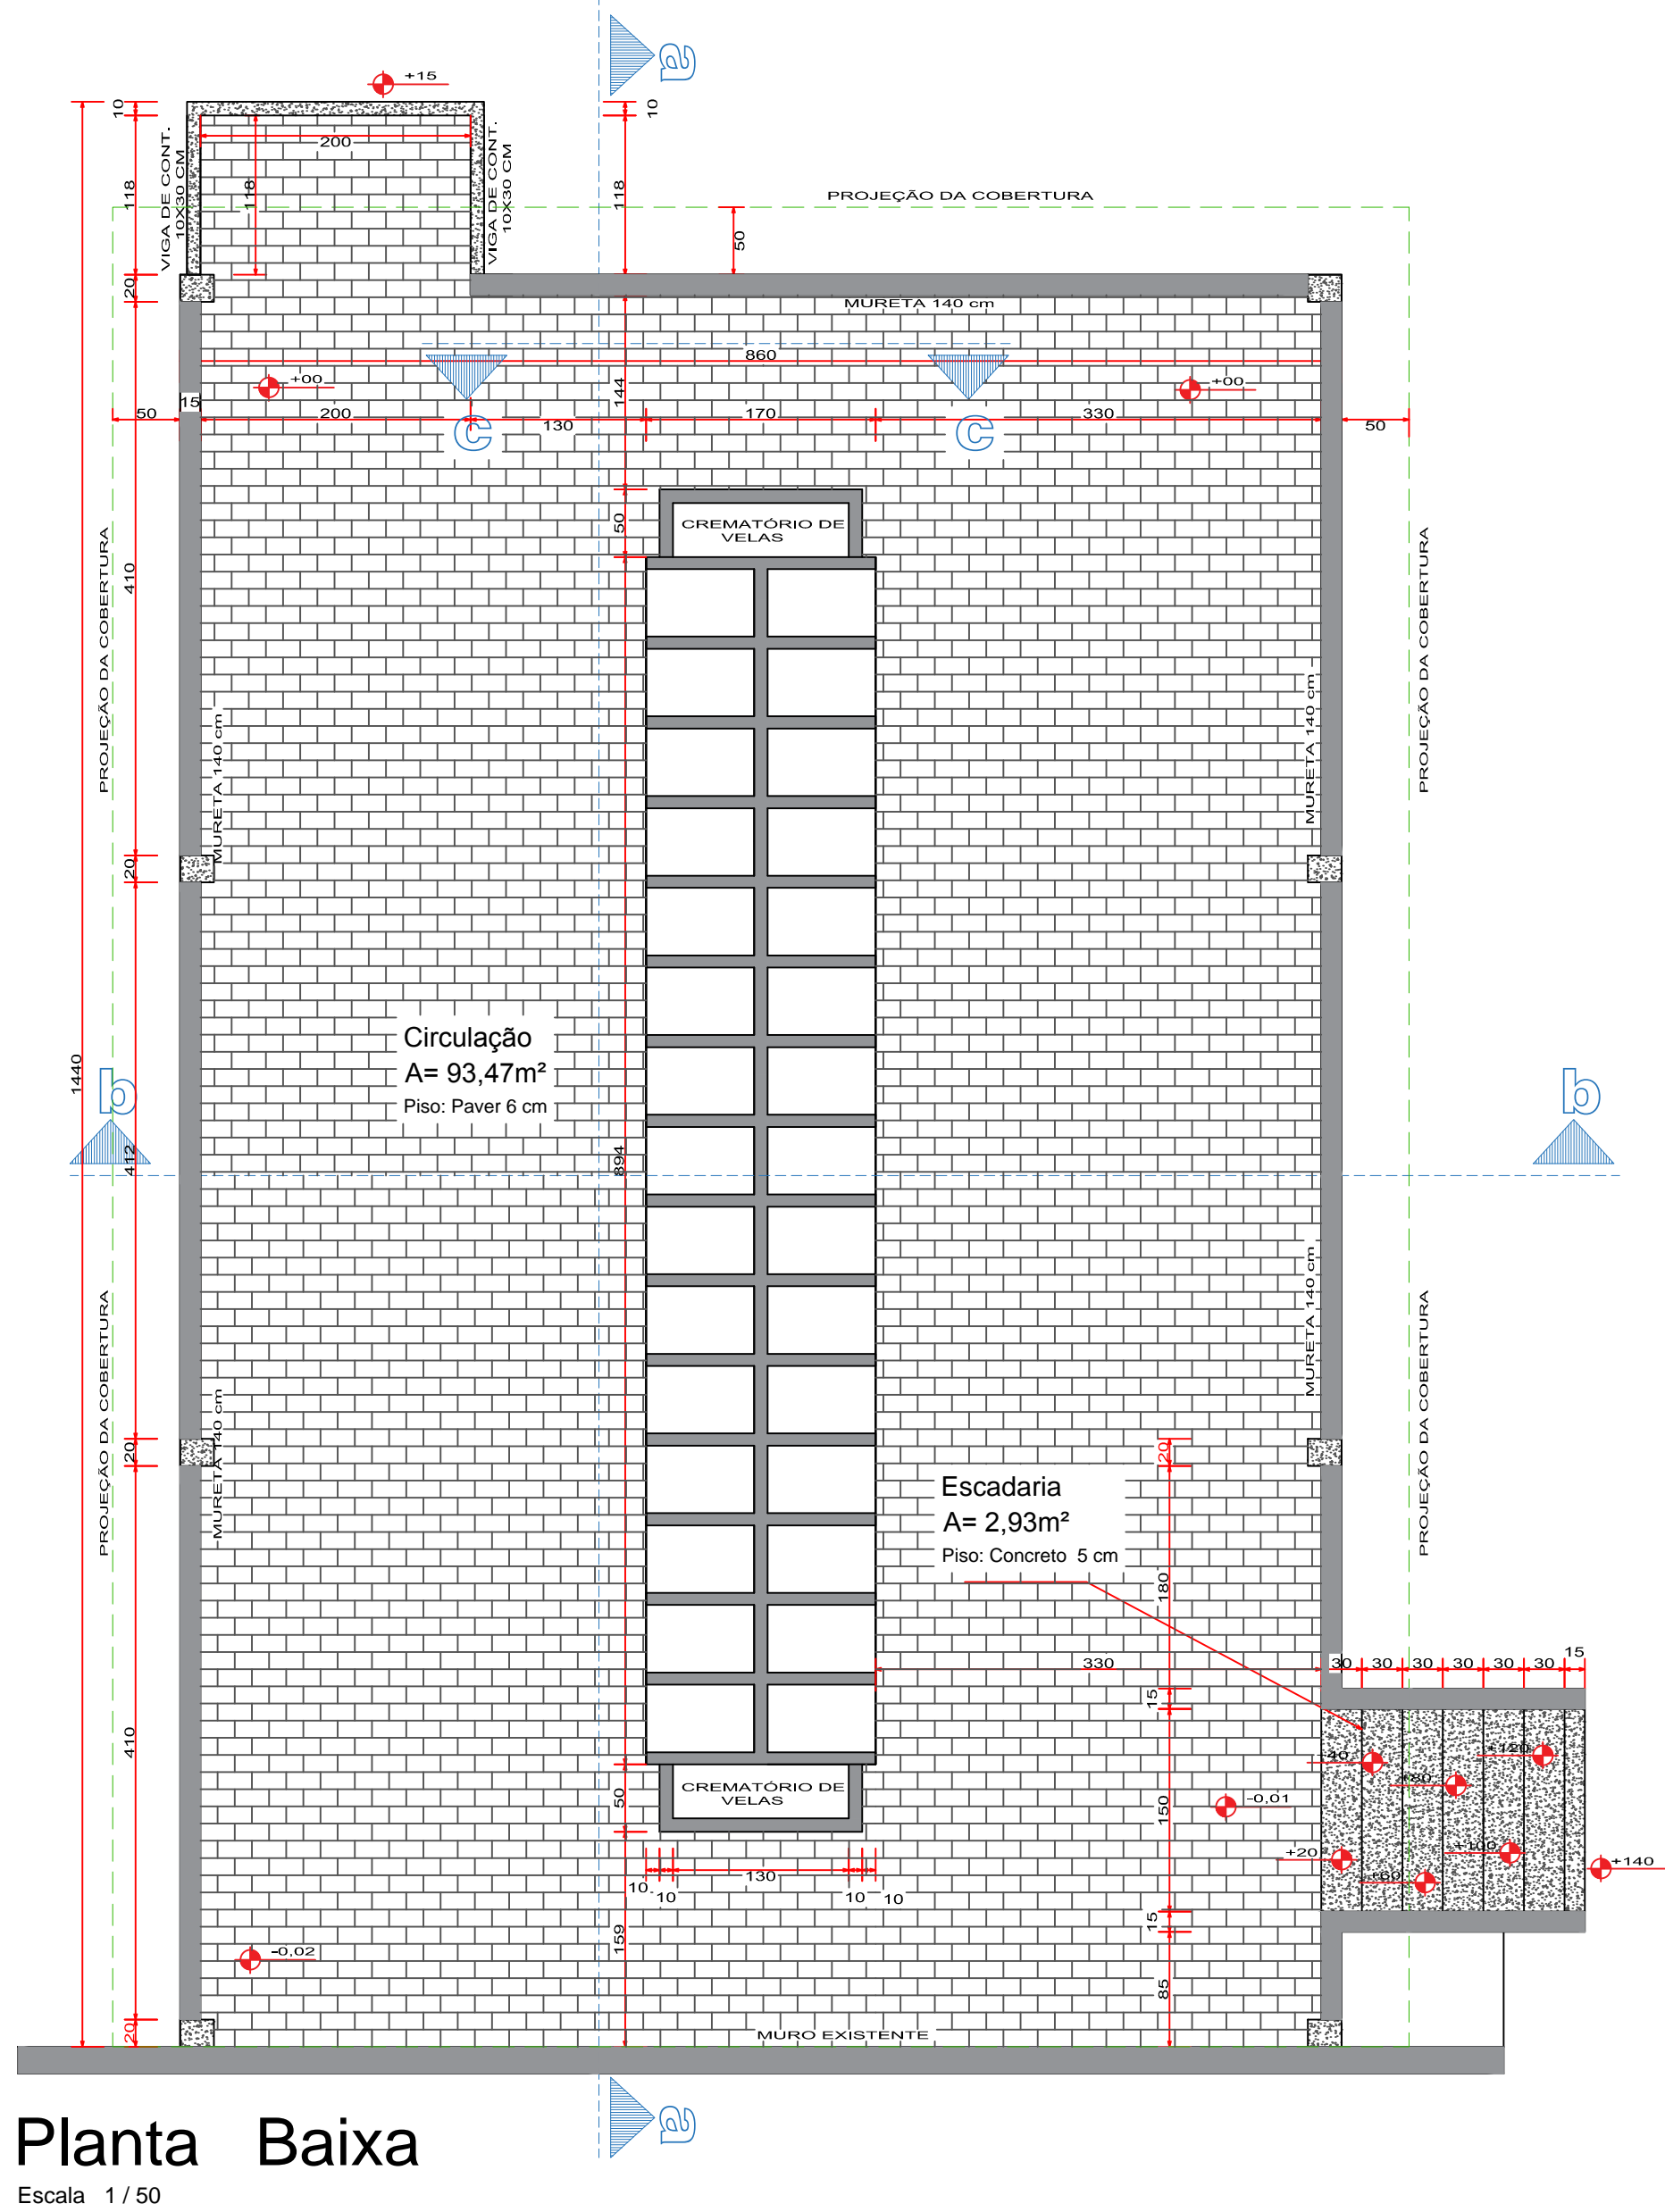 a
+15
10
10
VIGA DE CONT.
10X30 CM
200
VIGA DE CONT.
10X30 CM
118
118
118
PROJEÇÃO DA COBERTURA
50
20
MURETA 140 cm
860
+00
+00
144
15
50
200
130
170
330
50
c
c
50
CREMATÓRIO DE
VELAS
PROJEÇÃO DA COBERTURA
410
PROJEÇÃO DA COBERTURA
MURETA 140 cm
MURETA 140 cm
20
Circulação
A= 93,47m²
Piso: Paver 6 cm
1440
b
b
412
894
PROJEÇÃO DA COBERTURA
MURETA 140 cm
PROJEÇÃO DA COBERTURA
MURETA 140 cm
20
20
Escadaria
A= 2,93m²
Piso: Concreto 5 cm
180
330
30
30
30
30
30
30
15
15
410
+40
+120
+80
50
CREMATÓRIO DE
VELAS
150
-0,01
+20
+100
+60
+140
10
10
130
10
10
15
159
-0,02
85
20
MURO EXISTENTE
a
Planta Baixa
Escala 1 / 50